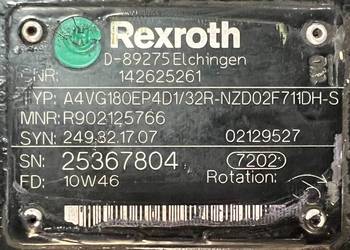 Rexroth
D-89275 Elchingen
CNR: 142625261
TYP: A4VG180EP4D1/32R-NZD02F711DH-S
MNR: R902125766
SYN: 249.32.17.07 02129527
SN: 25367804 7202
FD: 10W46 Rotation: